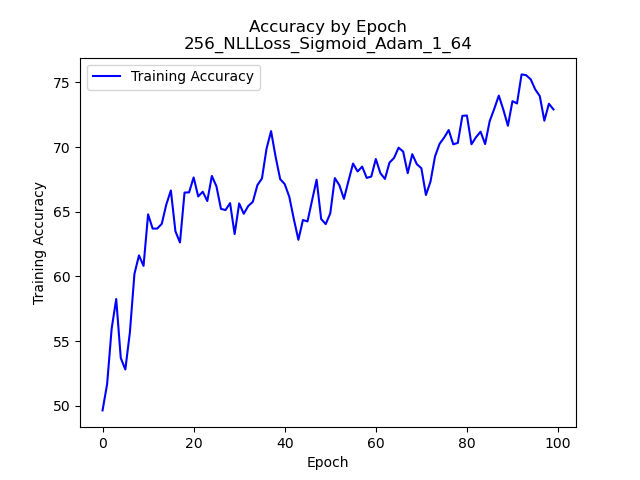 Accuracy by Epoch
256_NLLLoss_Sigmoid_Adam_1_64
Training Accuracy
75
70
65
60
55
50
Training Accuracy
0 20 40 60 80 100
Epoch